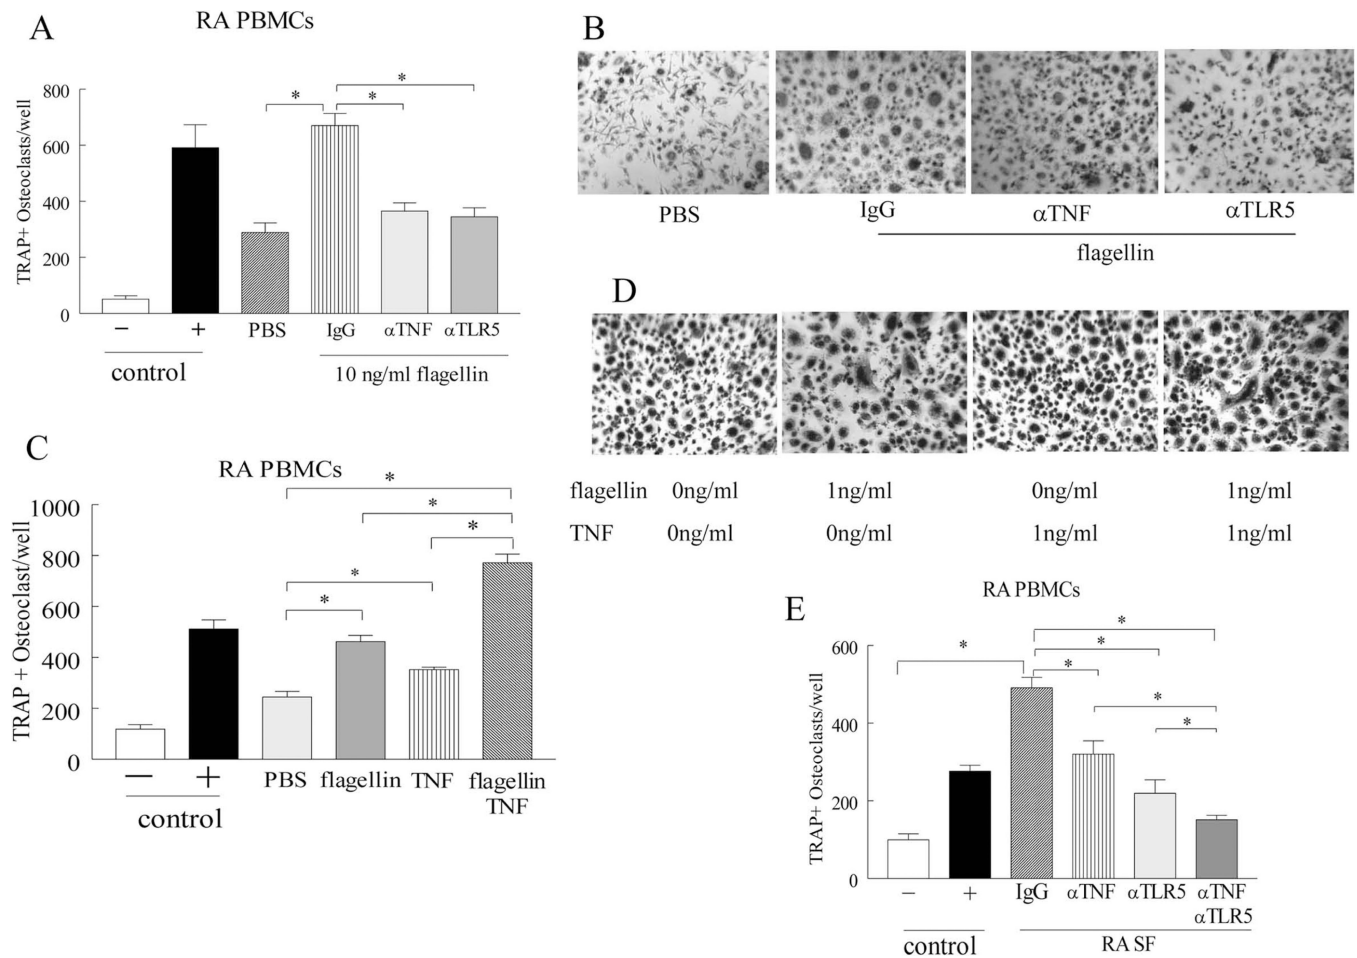 A
RA PBMCs
TRAP+ Osteoclasts/well
800
600
400
200
0
* * *
− + PBS IgG αTNF αTLR5
control
10 ng/ml flagellin
B
PBS IgG αTNF αTLR5
flagellin
C
RA PBMCs
TRAP + Osteoclast/well
1000
800
600
400
200
0
* * * * *
− + PBS flagellin TNF flagellin
TNF
control
D
flagellin 0ng/ml 1ng/ml 0ng/ml 1ng/ml
TNF 0ng/ml 0ng/ml 1ng/ml 1ng/ml
E
RA PBMCs
TRAP+ Osteoclasts/well
600
400
200
0
* * * * * *
− + IgG αTNF αTLR5 αTNF
αTLR5
control
RA SF